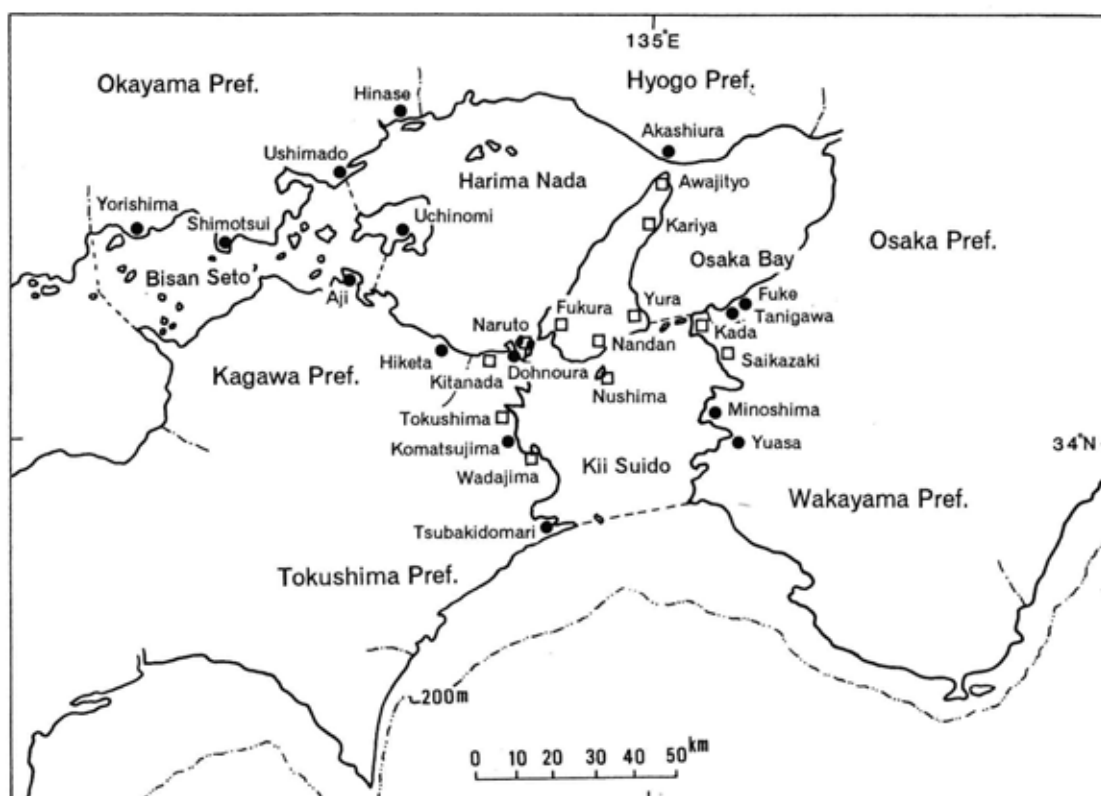 135°E
Okayama Pref.
Hyogo Pref.
Hinase
Akashiura
Ushimado
Harima Nada
Awajityo
Yorishima
Shimotsui
Uchinomi
Kariya
Osaka Pref.
Bisan Seto
Osaka Bay
Aji
Fukura
Yura
Fuke
Tanigawa
Naruto
Kada
Hiketa
Nandan
Saikazaki
Kagawa Pref.
Kitanada
Dohnoura
Nushima
Tokushima
Minoshima
Komatsujima
Yuasa
34°N
Wadajima
Kii Suido
Wakayama Pref.
Tsubakidomari
Tokushima Pref.
200m
0 10 20 30 40 50 km